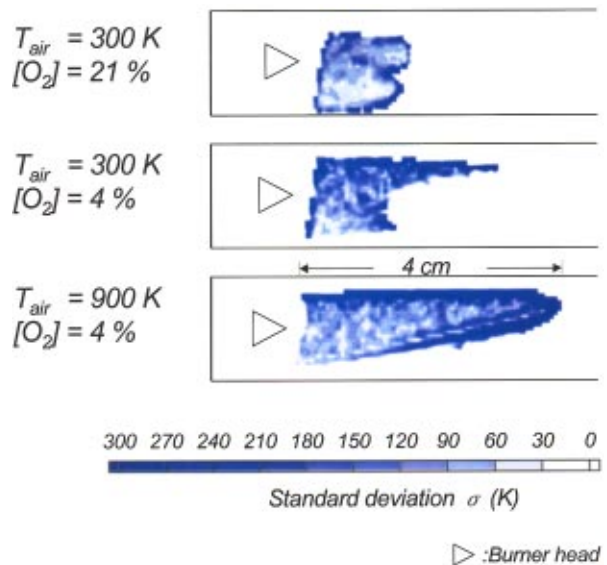 T_air = 300 K
[O₂] = 21 %
T_air = 300 K
[O₂] = 4 %
4 cm
T_air = 900 K
[O₂] = 4 %
300 270 240 210 180 150 120 90 60 30 0
Standard deviation σ (K)
:Burner head